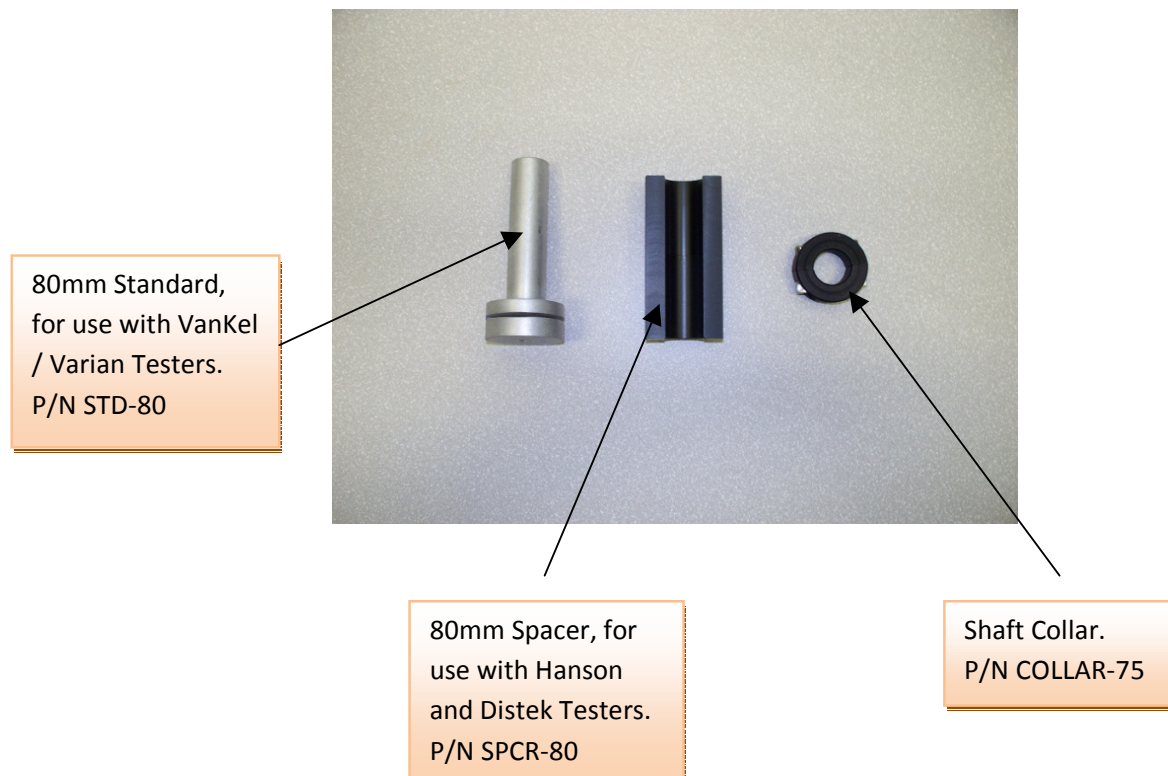 80mm Standard,
for use with VanKel
/ Varian Testers.
P/N STD-80
80mm Spacer, for
use with Hanson
and Distek Testers.
P/N SPCR-80
Shaft Collar.
P/N COLLAR-75